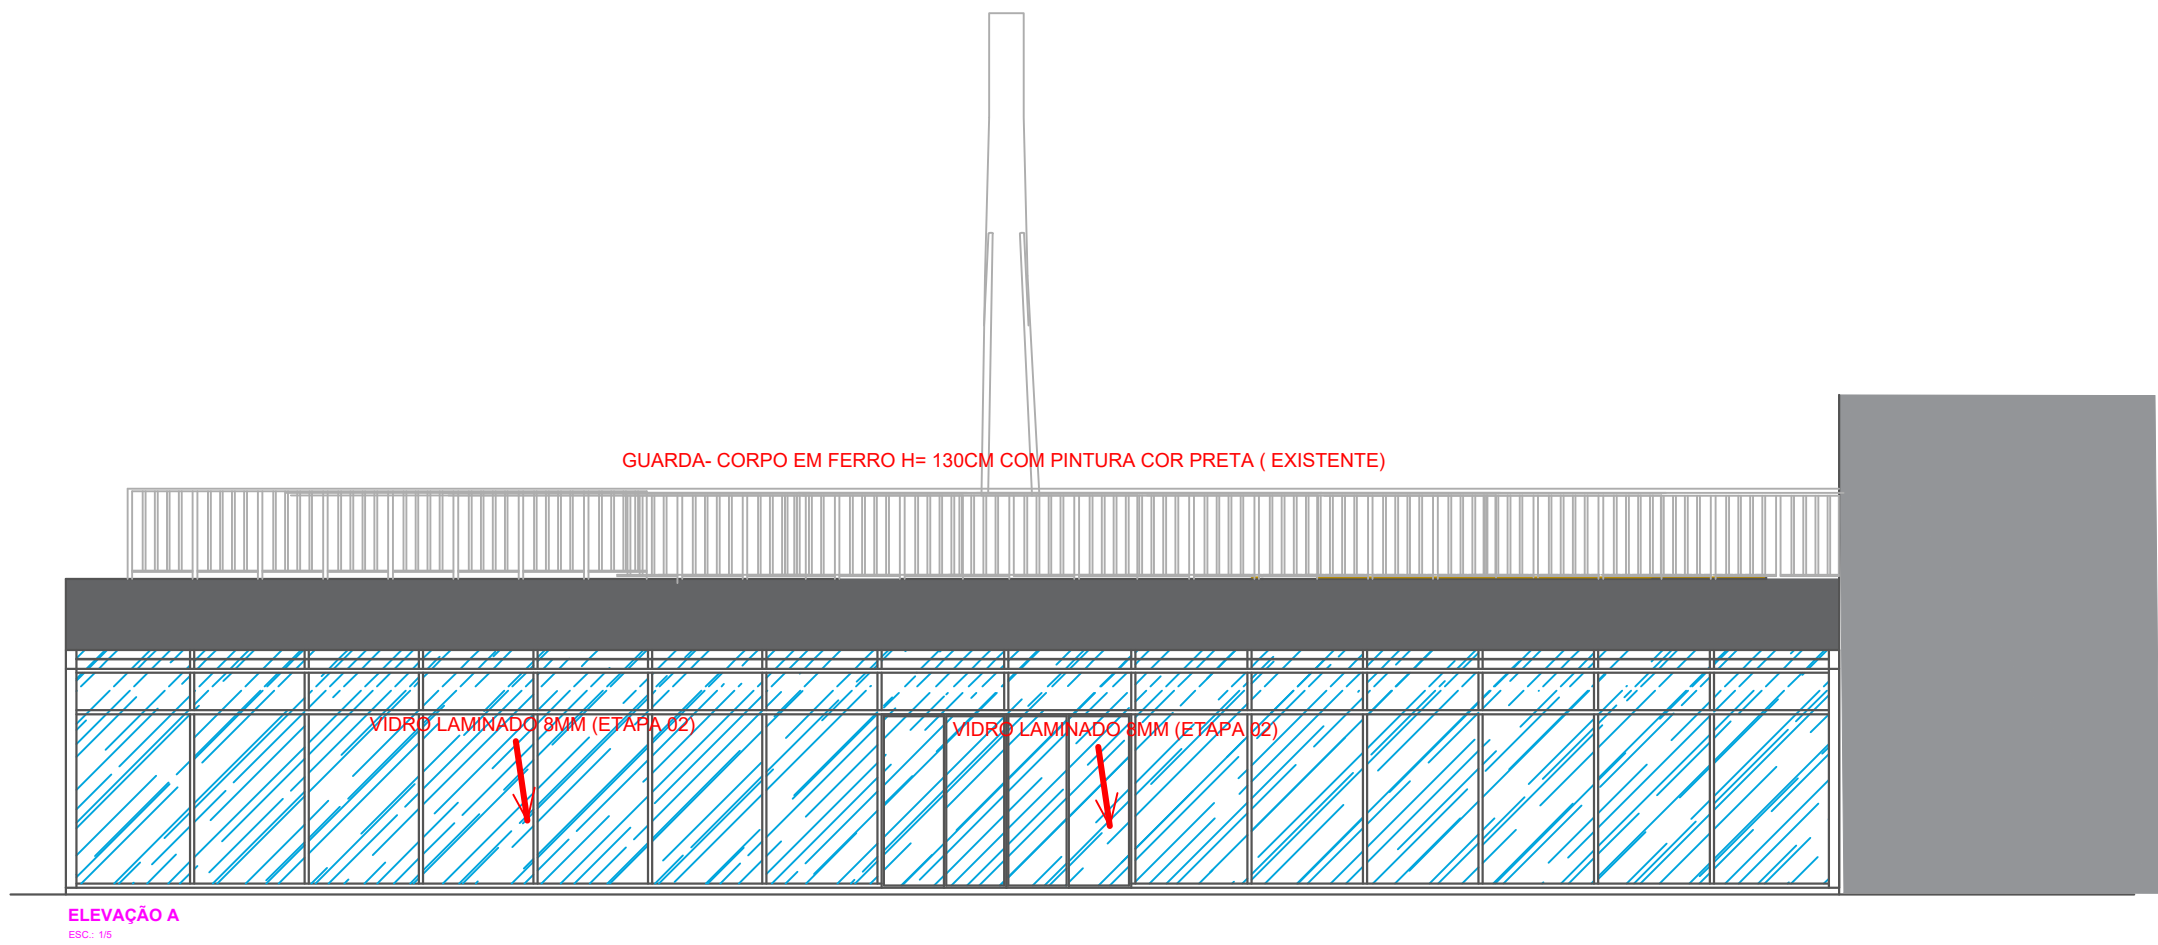 GUARDA- CORPO EM FERRO H= 130CM COM PINTURA COR PRETA ( EXISTENTE)
VIDRO LAMINADO 8MM (ETAPA 02)
VIDRO LAMINADO 8MM (ETAPA 02)
ELEVAÇÃO A
ESC.: 1/5